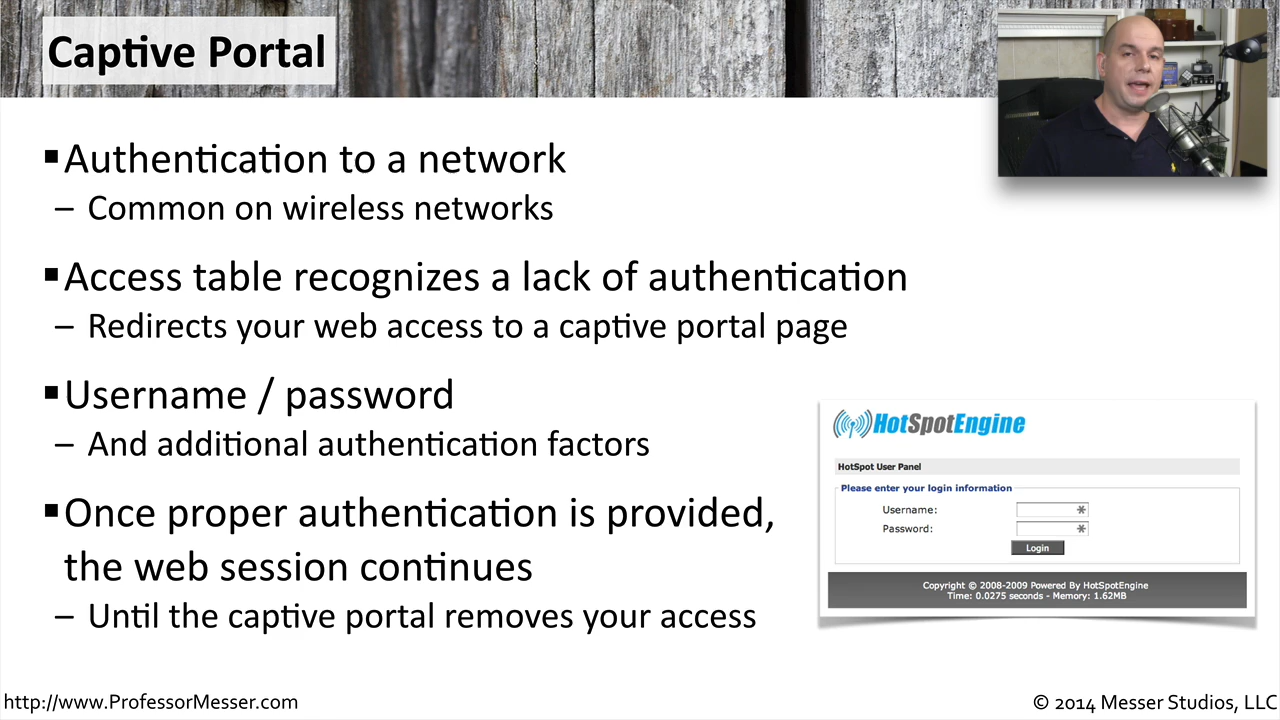 Captive Portal
▪Authentication to a network
– Common on wireless networks
▪Access table recognizes a lack of authentication
– Redirects your web access to a captive portal page
▪Username / password
– And additional authentication factors
▪Once proper authentication is provided,
the web session continues
– Until the captive portal removes your access
HotSpotEngine
HotSpot User Panel
Please enter your login information
Username:
Password:
Login
Copyright © 2008-2009 Powered By HotSpotEngine
Time: 0.0275 seconds - Memory: 1.62MB
http://www.ProfessorMesser.com
© 2014 Messer Studios, LLC